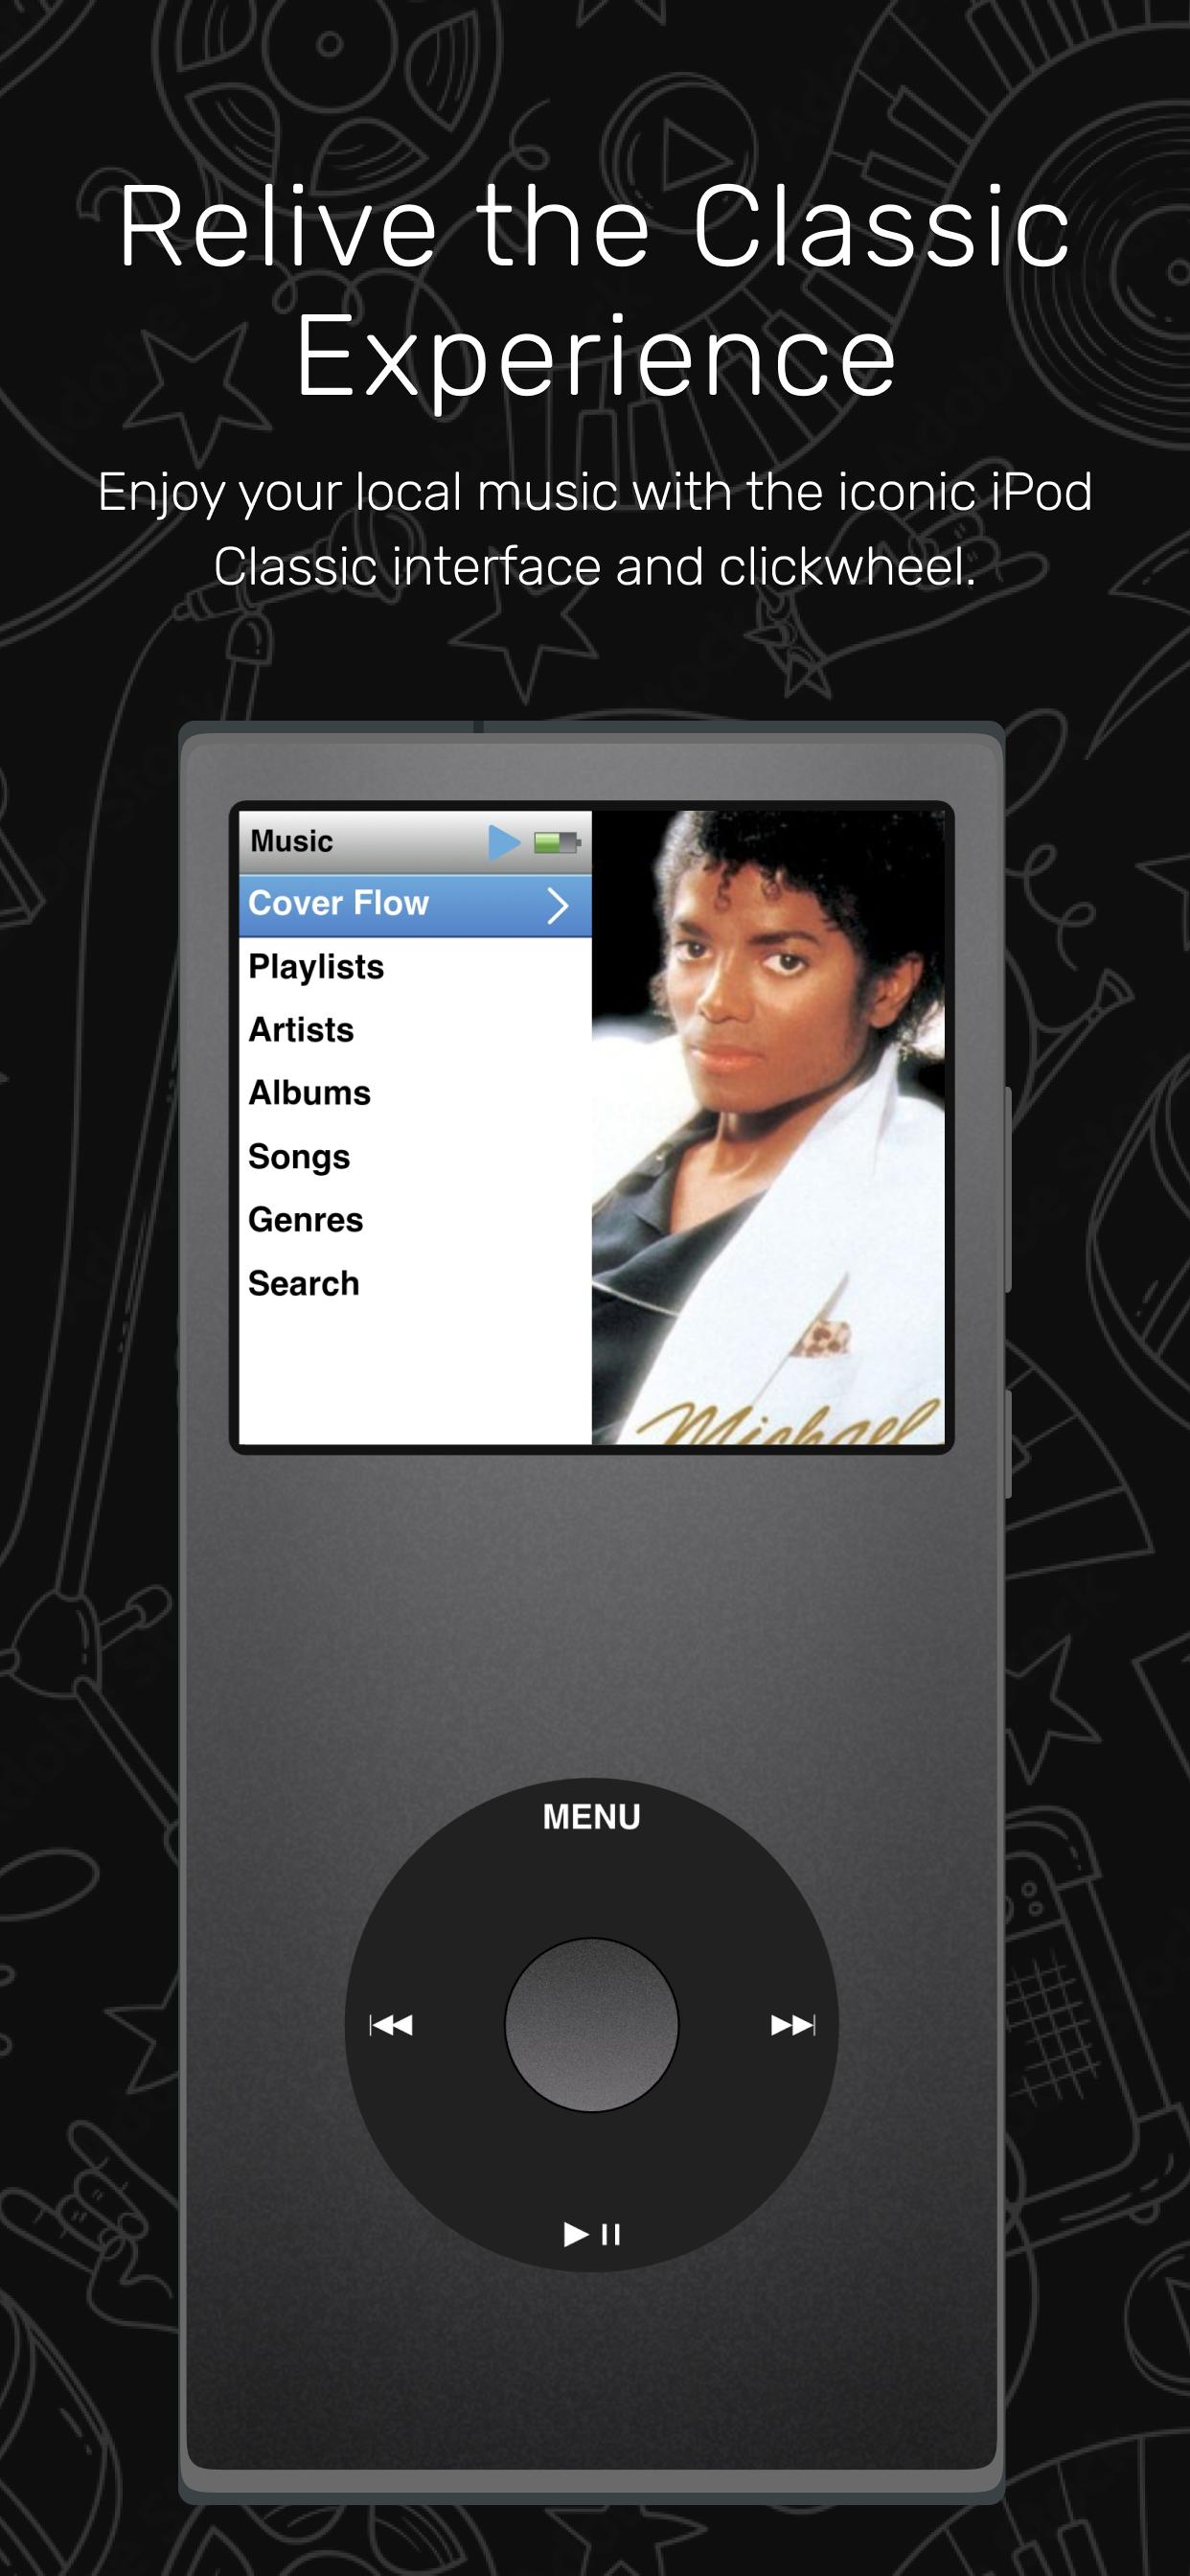 Relive the Classic
Experience
Enjoy your local music with the iconic iPod
Classic interface and clickwheel.
Music
Cover Flow
Playlists
Artists
Albums
Songs
Genres
Search
Michael
MENU